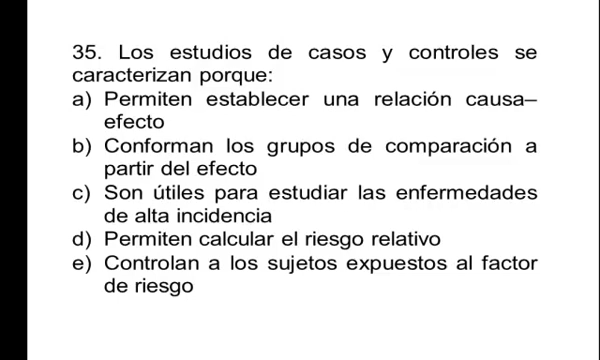 35. Los estudios de casos y controles se
caracterizan porque:
a) Permiten establecer una relación causa–
efecto
b) Conforman los grupos de comparación a
partir del efecto
c) Son útiles para estudiar las enfermedades
de alta incidencia
d) Permiten calcular el riesgo relativo
e) Controlan a los sujetos expuestos al factor
de riesgo